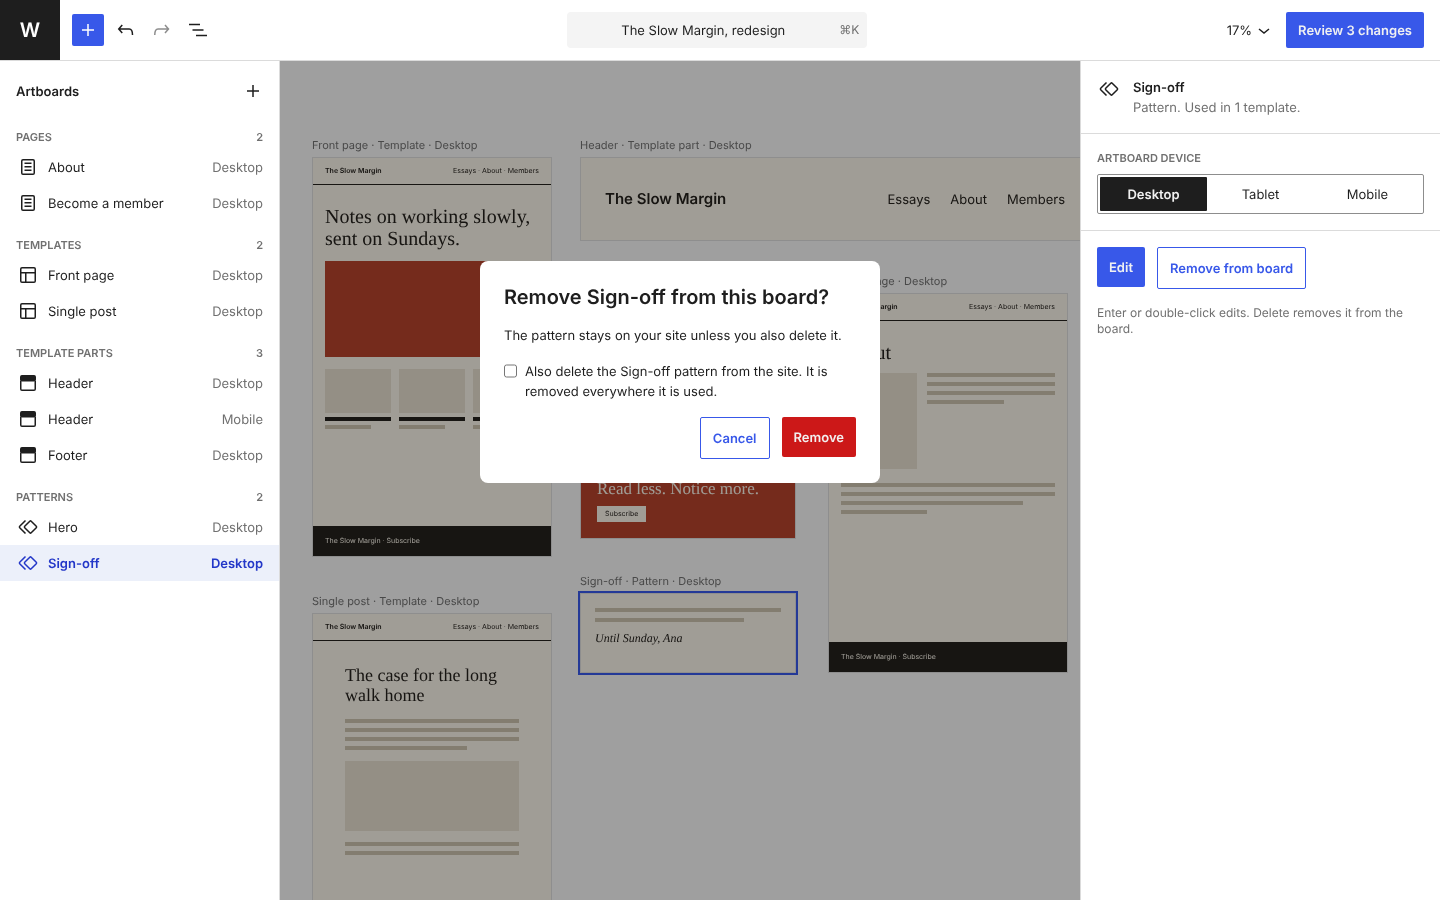 W
The Slow Margin, redesign
⌘K
17%
Review 3 changes
Artboards
PAGES 2
About Desktop
Become a member Desktop
TEMPLATES 2
Front page Desktop
Single post Desktop
TEMPLATE PARTS 3
Header Desktop
Header Mobile
Footer Desktop
PATTERNS 2
Hero Desktop
Sign-off Desktop
Front page · Template · Desktop
The Slow Margin
Essays · About · Members
Notes on working slowly,
sent on Sundays.
The Slow Margin · Subscribe
Single post · Template · Desktop
The Slow Margin
Essays · About · Members
The case for the long
walk home
Header · Template part · Desktop
The Slow Margin
Essays About Members
Desktop
Essays · About · Members
The Slow Margin · Subscribe
Read less. Notice more.
Subscribe
Sign-off · Pattern · Desktop
Until Sunday, Ana
Remove Sign-off from this board?
The pattern stays on your site unless you also delete it.
Also delete the Sign-off pattern from the site. It is
removed everywhere it is used.
Cancel
Remove
Sign-off
Pattern. Used in 1 template.
ARTBOARD DEVICE
Desktop Tablet Mobile
Edit
Remove from board
Enter or double-click edits. Delete removes it from the
board.